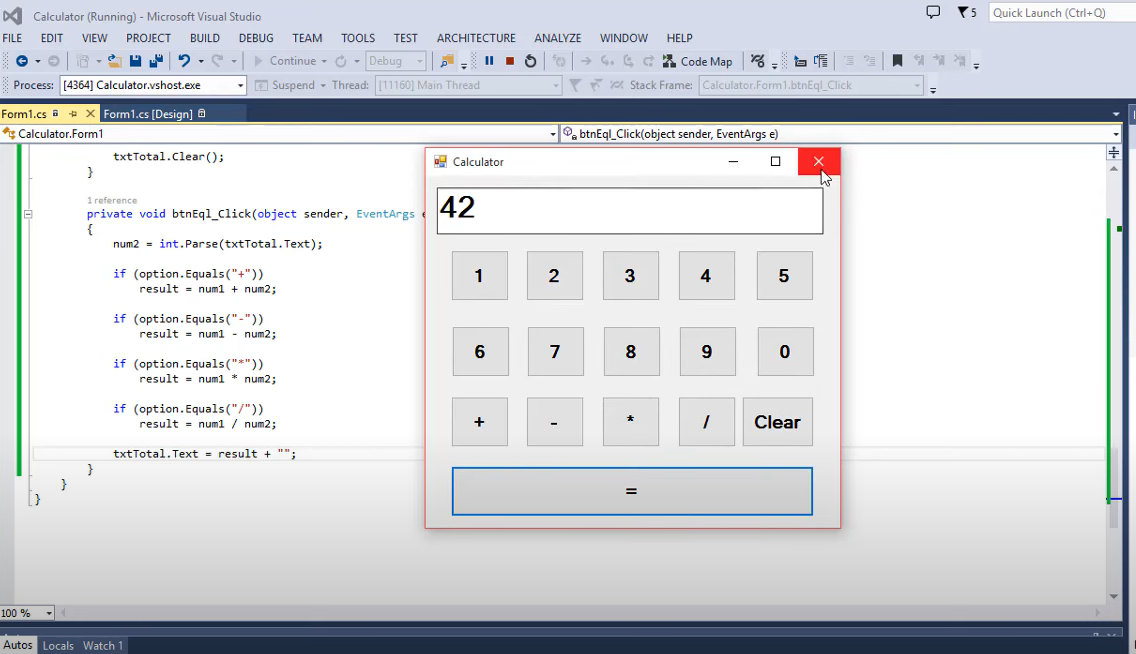 Calculator (Running) - Microsoft Visual Studio
5
Quick Launch (Ctrl+Q)
FILE EDIT VIEW PROJECT BUILD DEBUG TEAM TOOLS TEST ARCHITECTURE ANALYZE WINDOW HELP
Continue Debug Code Map
Process: [4364] Calculator.vshost.exe Suspend Thread: [11160] Main Thread Stack Frame: Calculator.Form1.btnEql_Click
Form1.cs Form1.cs [Design]
Calculator.Form1 btnEql_Click(object sender, EventArgs e)
txtTotal.Clear();
}
1 reference
private void btnEql_Click(object sender, EventArgs e
{
num2 = int.Parse(txtTotal.Text);
if (option.Equals("+"))
result = num1 + num2;
if (option.Equals("-"))
result = num1 - num2;
if (option.Equals("*"))
result = num1 * num2;
if (option.Equals("/"))
result = num1 / num2;
txtTotal.Text = result + "";
}
}
}
Calculator
42
1 2 3 4 5
6 7 8 9 0
+ - * / Clear
=
100 %
Autos Locals Watch 1